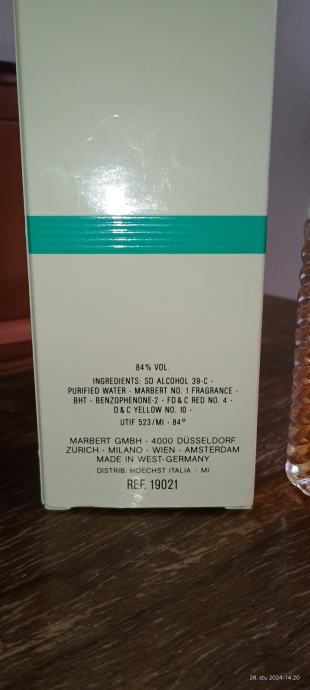 84% VOL.
INGREDIENTS: SD ALCOHOL 39-C ·
PURIFIED WATER · MARBERT NO. 1 FRAGRANCE ·
BHT · BENZOPHENONE-2 · FD & C RED NO. 4 ·
D & C YELLOW NO. 10 ·
UTIF 523/MI · 84°
MARBERT GMBH · 4000 DÜSSELDORF
ZÜRICH · MILANO · WIEN · AMSTERDAM
MADE IN WEST-GERMANY
DISTRIB. HOECHST ITALIA · MI
REF. 19021
28. stu 2024. 14:20